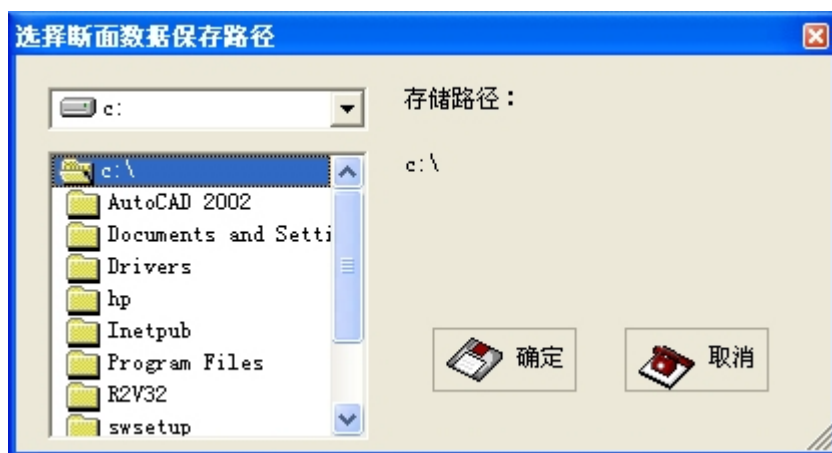 选择断面数据保存路径
c:
存储路径：
c:\
c:\
AutoCAD 2002
Documents and Setti
Drivers
hp
Inetpub
Program Files
R2V32
swsetup
确定
取消